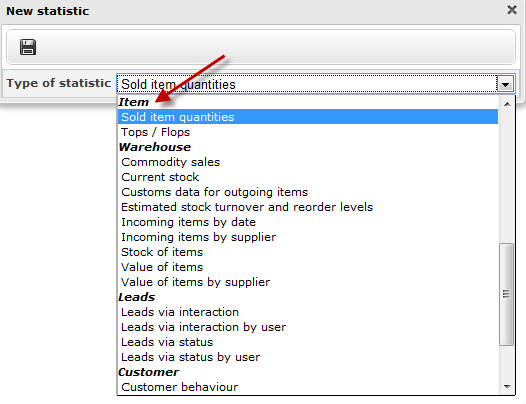 New statistic
Type of statistic Sold item quantities
Item
Sold item quantities
Tops / Flops
Warehouse
Commodity sales
Current stock
Customs data for outgoing items
Estimated stock turnover and reorder levels
Incoming items by date
Incoming items by supplier
Stock of items
Value of items
Value of items by supplier
Leads
Leads via interaction
Leads via interaction by user
Leads via status
Leads via status by user
Customer
Customer behaviour